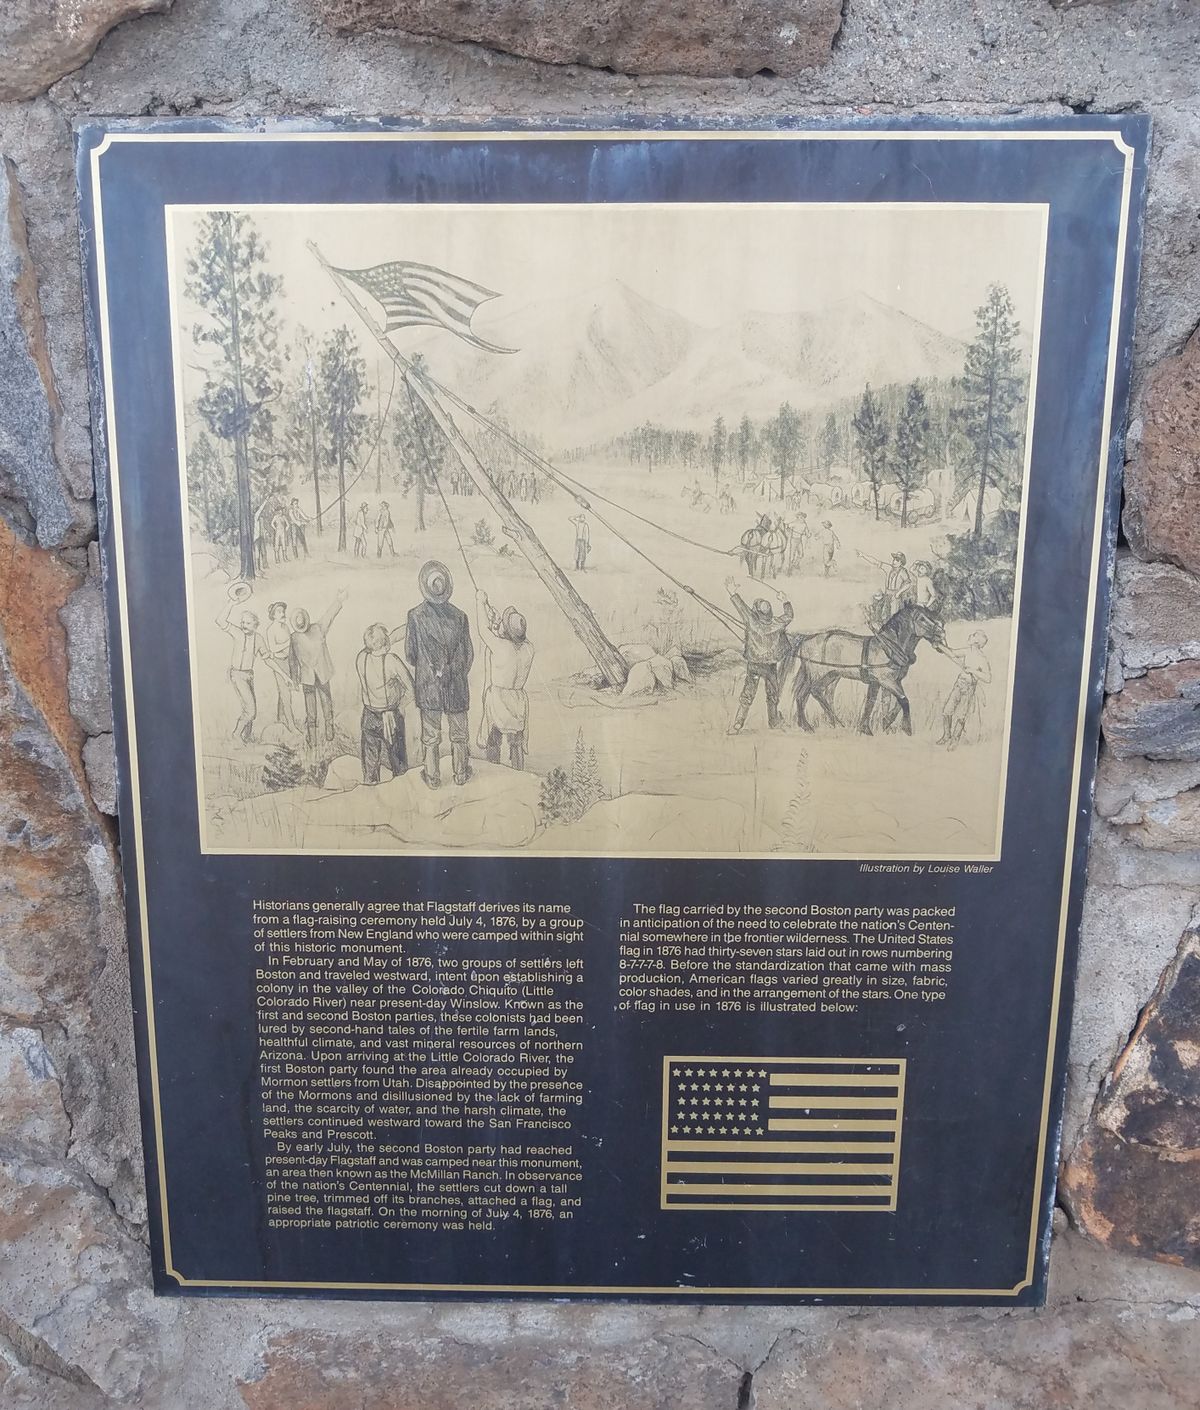 Illustration by Louise Waller
Historians generally agree that Flagstaff derives its name
from a flag-raising ceremony held July 4, 1876, by a group
of settlers from New England who were camped within sight
of this historic monument.
In February and May of 1876, two groups of settlers left
Boston and traveled westward, intent upon establishing a
colony in the valley of the Colorado Chiquito (Little
Colorado River) near present-day Winslow. Known as the
first and second Boston parties, these colonists had been
lured by second-hand tales of the fertile farm lands,
healthful climate, and vast mineral resources of northern
Arizona. Upon arriving at the Little Colorado River, the
first Boston party found the area already occupied by
Mormon settlers from Utah. Disappointed by the presence
of the Mormons and disillusioned by the lack of farming
land, the scarcity of water, and the harsh climate, the
settlers continued westward toward the San Francisco
Peaks and Prescott.
By early July, the second Boston party had reached
present-day Flagstaff and was camped near this monument,
an area then known as the McMillan Ranch. In observance
of the nation's Centennial, the settlers cut down a tall
pine tree, trimmed off its branches, attached a flag, and
raised the flagstaff. On the morning of July 4, 1876, an
appropriate patriotic ceremony was held.
The flag carried by the second Boston party was packed
in anticipation of the need to celebrate the nation's Centen-
nial somewhere in the frontier wilderness. The United States
flag in 1876 had thirty-seven stars laid out in rows numbering
8-7-7-7-8. Before the standardization that came with mass
production, American flags varied greatly in size, fabric,
color shades, and in the arrangement of the stars. One type
of flag in use in 1876 is illustrated below: